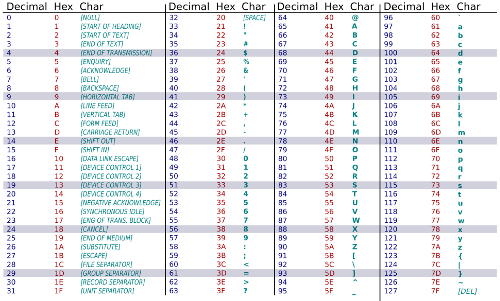 Decimal Hex Char Decimal Hex Char Decimal Hex Char Decimal Hex Char
0 0 [NULL] 32 20 [SPACE] 64 40 @ 96 60 `
1 1 [START OF HEADING] 33 21 ! 65 41 A 97 61 a
2 2 [START OF TEXT] 34 22 " 66 42 B 98 62 b
3 3 [END OF TEXT] 35 23 # 67 43 C 99 63 c
4 4 [END OF TRANSMISSION] 36 24 $ 68 44 D 100 64 d
5 5 [ENQUIRY] 37 25 % 69 45 E 101 65 e
6 6 [ACKNOWLEDGE] 38 26 & 70 46 F 102 66 f
7 7 [BELL] 39 27 ' 71 47 G 103 67 g
8 8 [BACKSPACE] 40 28 ( 72 48 H 104 68 h
9 9 [HORIZONTAL TAB] 41 29 ) 73 49 I 105 69 i
10 A [LINE FEED] 42 2A * 74 4A J 106 6A j
11 B [VERTICAL TAB] 43 2B + 75 4B K 107 6B k
12 C [FORM FEED] 44 2C , 76 4C L 108 6C l
13 D [CARRIAGE RETURN] 45 2D - 77 4D M 109 6D m
14 E [SHIFT OUT] 46 2E . 78 4E N 110 6E n
15 F [SHIFT IN] 47 2F / 79 4F O 111 6F o
16 10 [DATA LINK ESCAPE] 48 30 0 80 50 P 112 70 p
17 11 [DEVICE CONTROL 1] 49 31 1 81 51 Q 113 71 q
18 12 [DEVICE CONTROL 2] 50 32 2 82 52 R 114 72 r
19 13 [DEVICE CONTROL 3] 51 33 3 83 53 S 115 73 s
20 14 [DEVICE CONTROL 4] 52 34 4 84 54 T 116 74 t
21 15 [NEGATIVE ACKNOWLEDGE] 53 35 5 85 55 U 117 75 u
22 16 [SYNCHRONOUS IDLE] 54 36 6 86 56 V 118 76 v
23 17 [ENG OF TRANS. BLOCK] 55 37 7 87 57 W 119 77 w
24 18 [CANCEL] 56 38 8 88 58 X 120 78 x
25 19 [END OF MEDIUM] 57 39 9 89 59 Y 121 79 y
26 1A [SUBSTITUTE] 58 3A : 90 5A Z 122 7A z
27 1B [ESCAPE] 59 3B ; 91 5B [ 123 7B {
28 1C [FILE SEPARATOR] 60 3C < 92 5C \ 124 7C |
29 1D [GROUP SEPARATOR] 61 3D = 93 5D ] 125 7D }
30 1E [RECORD SEPARATOR] 62 3E > 94 5E ^ 126 7E ~
31 1F [UNIT SEPARATOR] 63 3F ? 95 5F _ 127 7F [DEL]